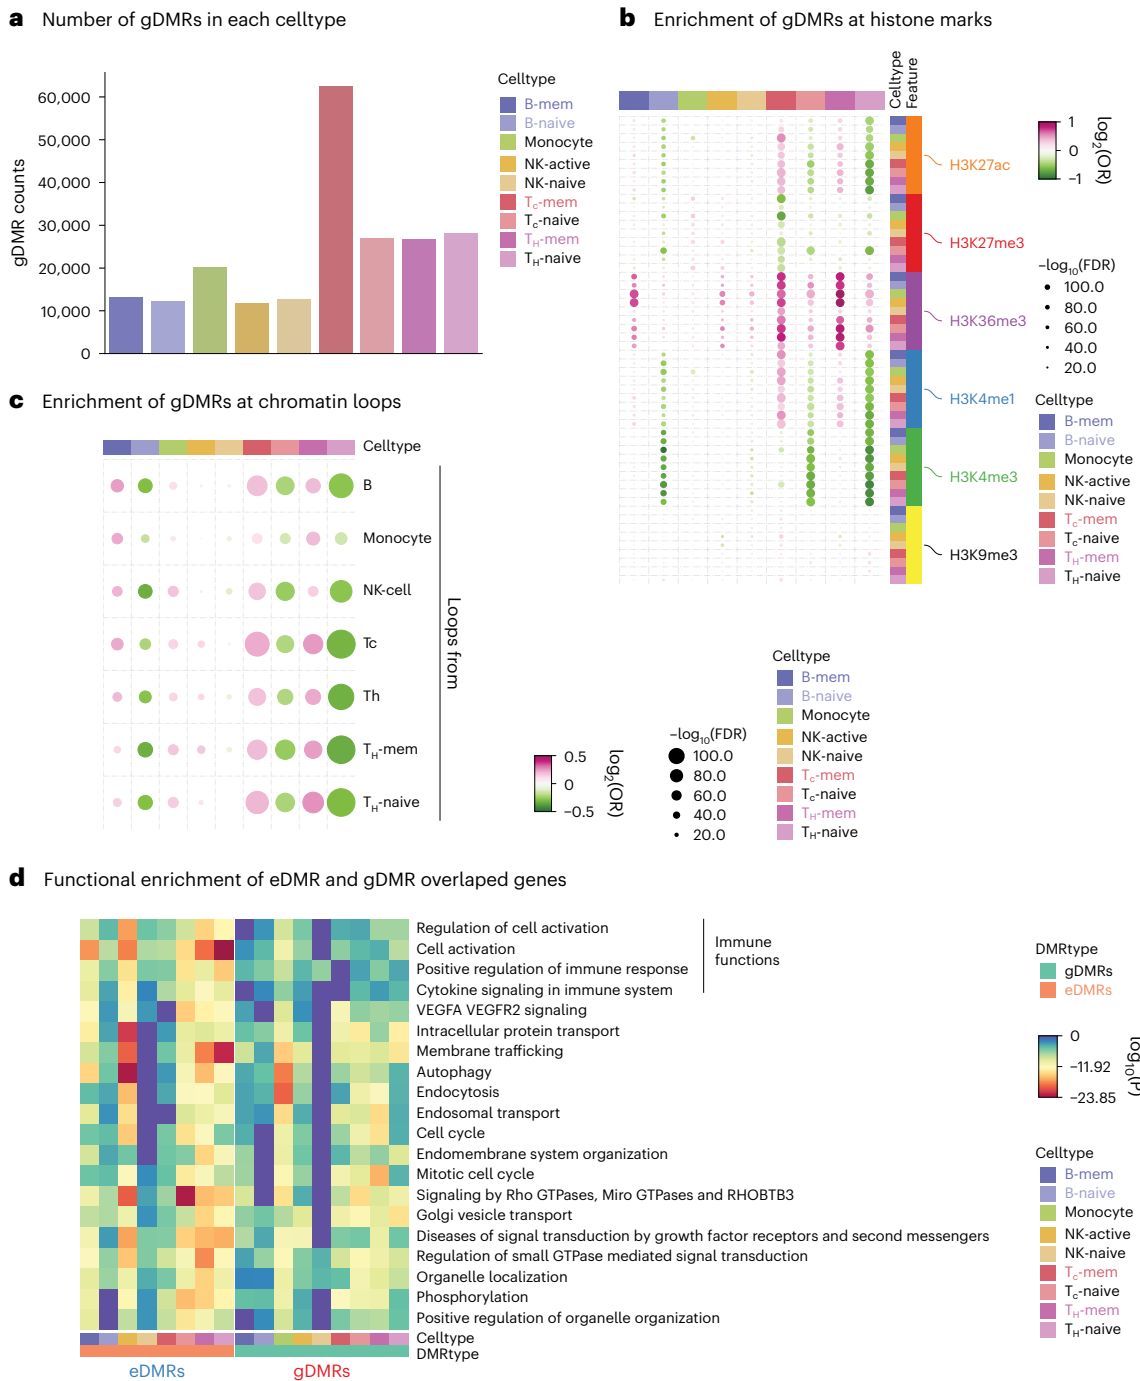 a Number of gDMRs in each celltype
gDMR counts
60,000
50,000
40,000
30,000
20,000
10,000
0
Celltype
B-mem
B-naive
Monocyte
NK-active
NK-naive
Tc-mem
Tc-naive
TH-mem
TH-naive
b Enrichment of gDMRs at histone marks
Celltype
Feature
H3K27ac
H3K27me3
H3K36me3
H3K4me1
H3K4me3
H3K9me3
1
0
−1
log2(OR)
−log10(FDR)
100.0
80.0
60.0
40.0
20.0
Celltype
B-mem
B-naive
Monocyte
NK-active
NK-naive
Tc-mem
Tc-naive
TH-mem
TH-naive
c Enrichment of gDMRs at chromatin loops
Celltype
B
Monocyte
NK-cell
Tc
Th
TH-mem
TH-naive
Loops from
0.5
0
−0.5
log2(OR)
−log10(FDR)
100.0
80.0
60.0
40.0
20.0
Celltype
B-mem
B-naive
Monocyte
NK-active
NK-naive
Tc-mem
Tc-naive
TH-mem
TH-naive
d Functional enrichment of eDMR and gDMR overlaped genes
Regulation of cell activation
Cell activation
Positive regulation of immune response
Cytokine signaling in immune system
Immune
functions
VEGFA VEGFR2 signaling
Intracellular protein transport
Membrane trafficking
Autophagy
Endocytosis
Endosomal transport
Cell cycle
Endomembrane system organization
Mitotic cell cycle
Signaling by Rho GTPases, Miro GTPases and RHOBTB3
Golgi vesicle transport
Diseases of signal transduction by growth factor receptors and second messengers
Regulation of small GTPase mediated signal transduction
Organelle localization
Phosphorylation
Positive regulation of organelle organization
Celltype
DMRtype
eDMRs
gDMRs
DMRtype
gDMRs
eDMRs
0
−11.92
−23.85
log10(P)
Celltype
B-mem
B-naive
Monocyte
NK-active
NK-naive
Tc-mem
Tc-naive
TH-mem
TH-naive